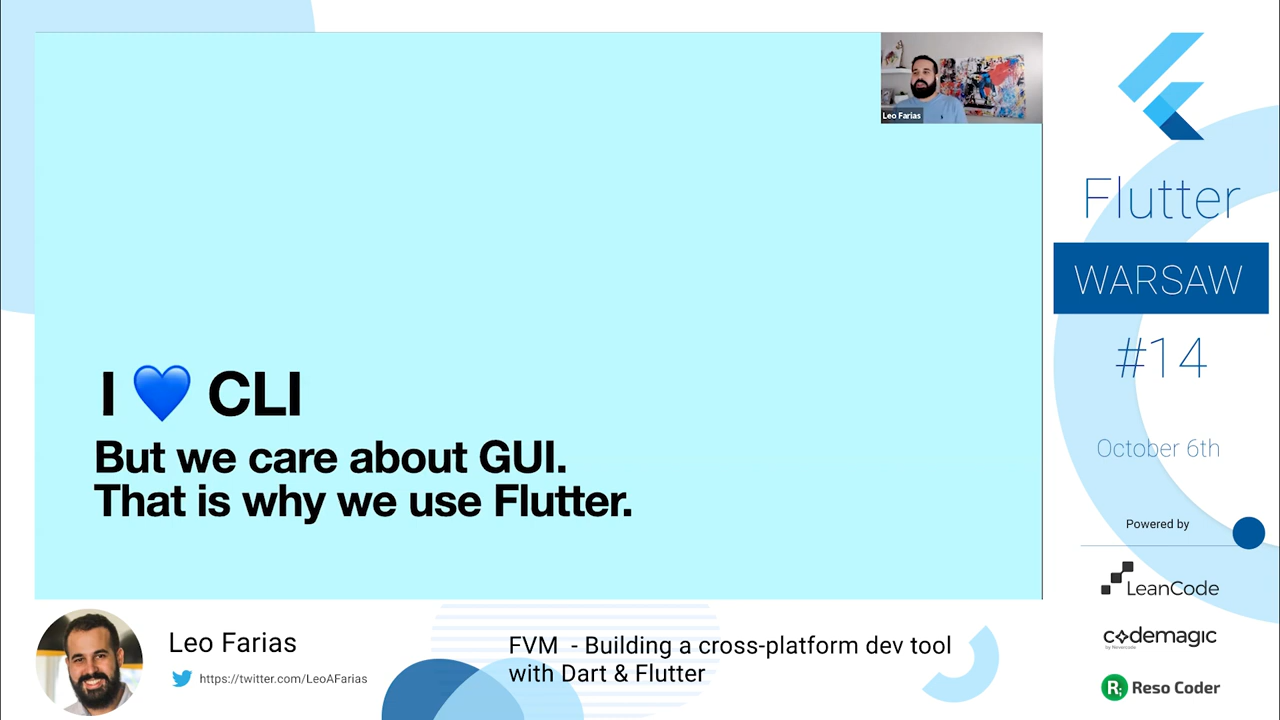 Leo Farias
I 💙 CLI
But we care about GUI.
That is why we use Flutter.
Flutter
WARSAW
#14
October 6th
Powered by
LeanCode
codemagic
by Nevercode
R; Reso Coder
Leo Farias
https://twitter.com/LeoAFarias
FVM - Building a cross-platform dev tool
with Dart & Flutter